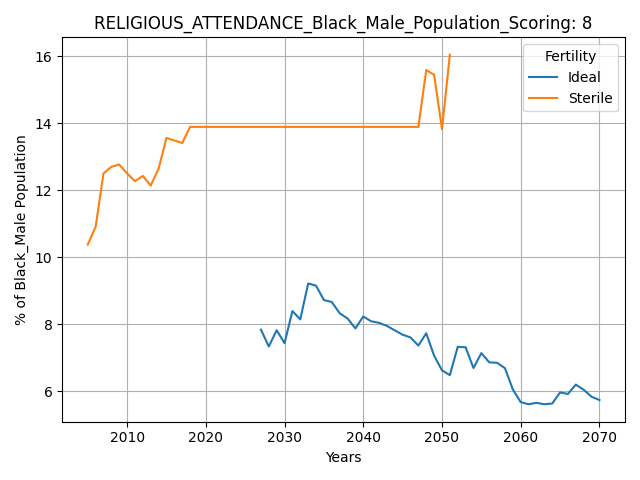 RELIGIOUS_ATTENDANCE_Black_Male_Population_Scoring: 8
Fertility
Ideal
Sterile
% of Black_Male Population
16
14
12
10
8
6
2010 2020 2030 2040 2050 2060 2070
Years